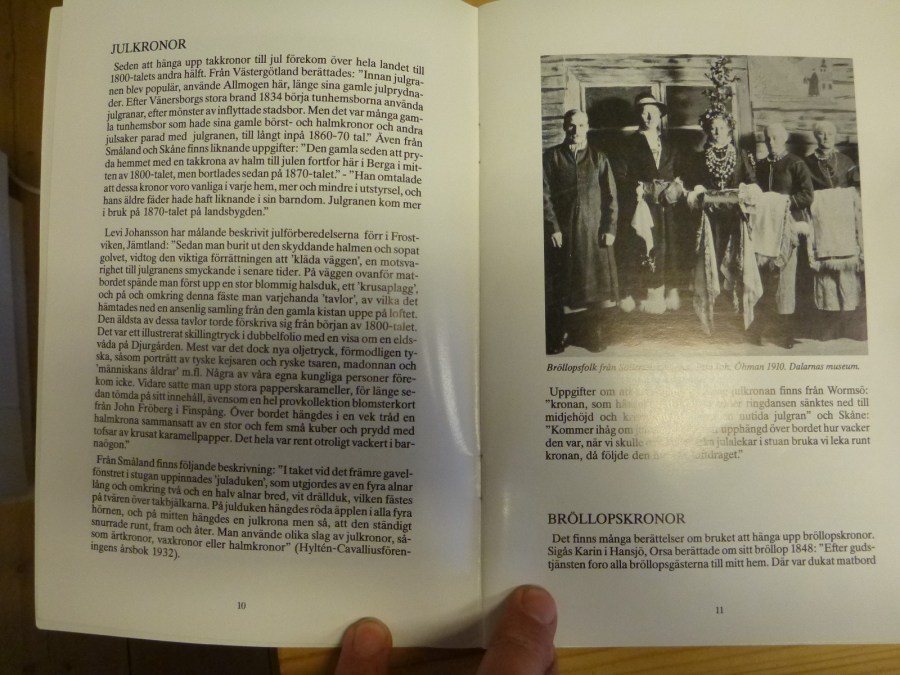 JULKRONOR
Seden att hänga upp takkronor till jul förekom över hela landet till
1800-talets andra hälft. Från Västergötland berättades: "Innan julgra-
nen blev populär, använde Allmogen här, länge sina gamle julprydna-
der. Efter Vänersborgs stora brand 1834 börja tunhemsborna använda
julgranar, efter mönster av inflyttade stadsbor. Men det var många gam-
la tunhemsbor som hade sina gamle börst- och halmkronor och andra
julsaker parad med julgranen, till långt inpå 1860-70 tal." Även från
Småland och Skåne finns liknande uppgifter: "Den gamla seden att pry-
da hemmet med en takkrona av halm till julen fortfor här i Berga i mit-
ten av 1800-talet, men bortlades sedan på 1870-talet." - "Han omtalade
att dessa kronor voro vanliga i varje hem, mer och mindre i utstyrsel, och
hans äldre fäder hade haft liknande i sin barndom. Julgranen kom mer
i bruk på 1870-talet på landsbygden."
Levi Johansson har målande beskrivit julförberedelserna förr i Frost-
viken, Jämtland: "Sedan man burit ut den skyddande halmen och sopat
golvet, vidtog den viktiga förrättningen att 'kläda väggen', en motsva-
righet till julgranens smyckande i senare tider. På väggen ovanför mat-
bordet spände man först upp en stor blommig halsduk, ett 'krusaplagg',
och på och omkring denna fäste man varjehanda 'tavlor', av vilka det
hämtades ned en ansenlig samling från den gamla kistan uppe på loftet.
Den äldsta av dessa tavlor torde förskriva sig från början av 1800-talet.
Det var ett illustrerat skillingtryck i dubbelfolio med en visa om en elds-
våda på Djurgården. Mest var det dock nya oljetryck, förmodligen ty-
ska, såsom porträtt av tyske kejsaren och ryske tsaren, madonnan och
'människans åldrar' m.fl. Några av våra egna kungliga personer före-
kom icke. Vidare satte man upp stora papperskarameller, för länge se-
dan tömda på sitt innehåll, ävensom en hel provkollektion blomsterkort
från John Fröberg i Finspång. Över bordet hängdes i en vek tråd en
halmkrona sammansatt av en stor och fem små kuber och prydd med
tofsar av krusat karamellpapper. Det hela var rent otroligt vackert i bar-
naögon."
Från Småland finns följande beskrivning: "I taket vid det främre gavel-
fönstret i stugan uppinnades 'juladuken', som utgjordes av en fyra alnar
lång och omkring två och en halv alnar bred, vit drällduk, vilken fästes
på tvären över takbjälkarna. På julduken hängdes röda äpplen i alla fyra
hörnen, och på mitten hängdes en julkrona men så, att den ständigt
snurrade runt, fram och åter. Man använde olika slag av julkronor, så-
som ärtkronor, vaxkronor eller halmkronor" (Hyltén-Cavalliusfören-
ingens årsbok 1932).
10
Bröllopsfolk från Öhman 1910. Dalarnas museum.
Uppgifter om att julkronan finns från Wormsö:
"kronan, som ringdansen sänktes ned till
midjehöjd och nutida julgran" och Skåne:
"Kommer ihåg om upphängd över bordet hur vacker
den var, när vi skulle julalekar i stuan bruka vi leka runt
kronan, då följde den
BRÖLLOPSKRONOR
Det finns många berättelser om bruket att hänga upp bröllopskronor.
Sigås Karin i Hansjö, Orsa berättade om sitt bröllop 1848: "Efter guds-
tjänsten foro alla bröllopsgästerna till mitt hem. Där var dukat matbord
11